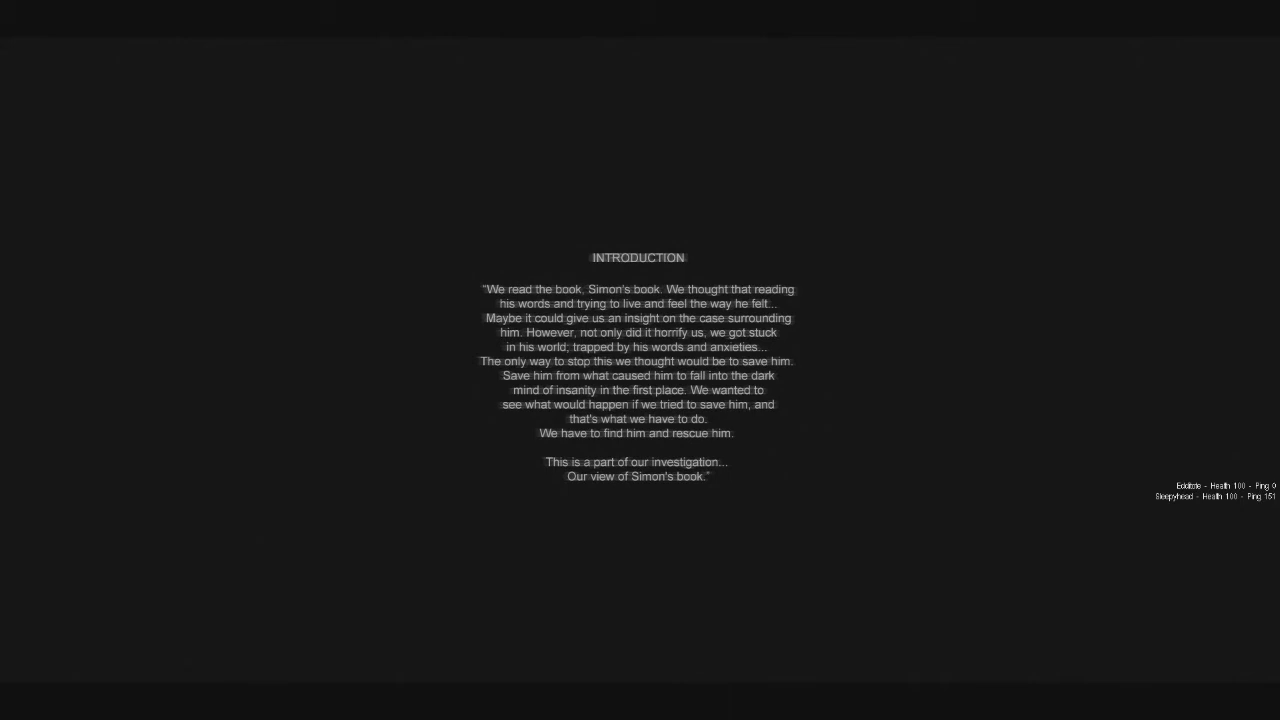 INTRODUCTION
"We read the book, Simon's book. We thought that reading
his words and trying to live and feel the way he felt...
Maybe it could give us an insight on the case surrounding
him. However, not only did it horrify us, we got stuck
in his world; trapped by his words and anxieties...
The only way to stop this we thought would be to save him.
Save him from what caused him to fall into the dark
mind of insanity in the first place. We wanted to
see what would happen if we tried to save him, and
that's what we have to do.
We have to find him and rescue him.
This is a part of our investigation...
Our view of Simon's book."
Edditote - Health 100 - Ping 0
Sleepyhead - Health 100 - Ping 151